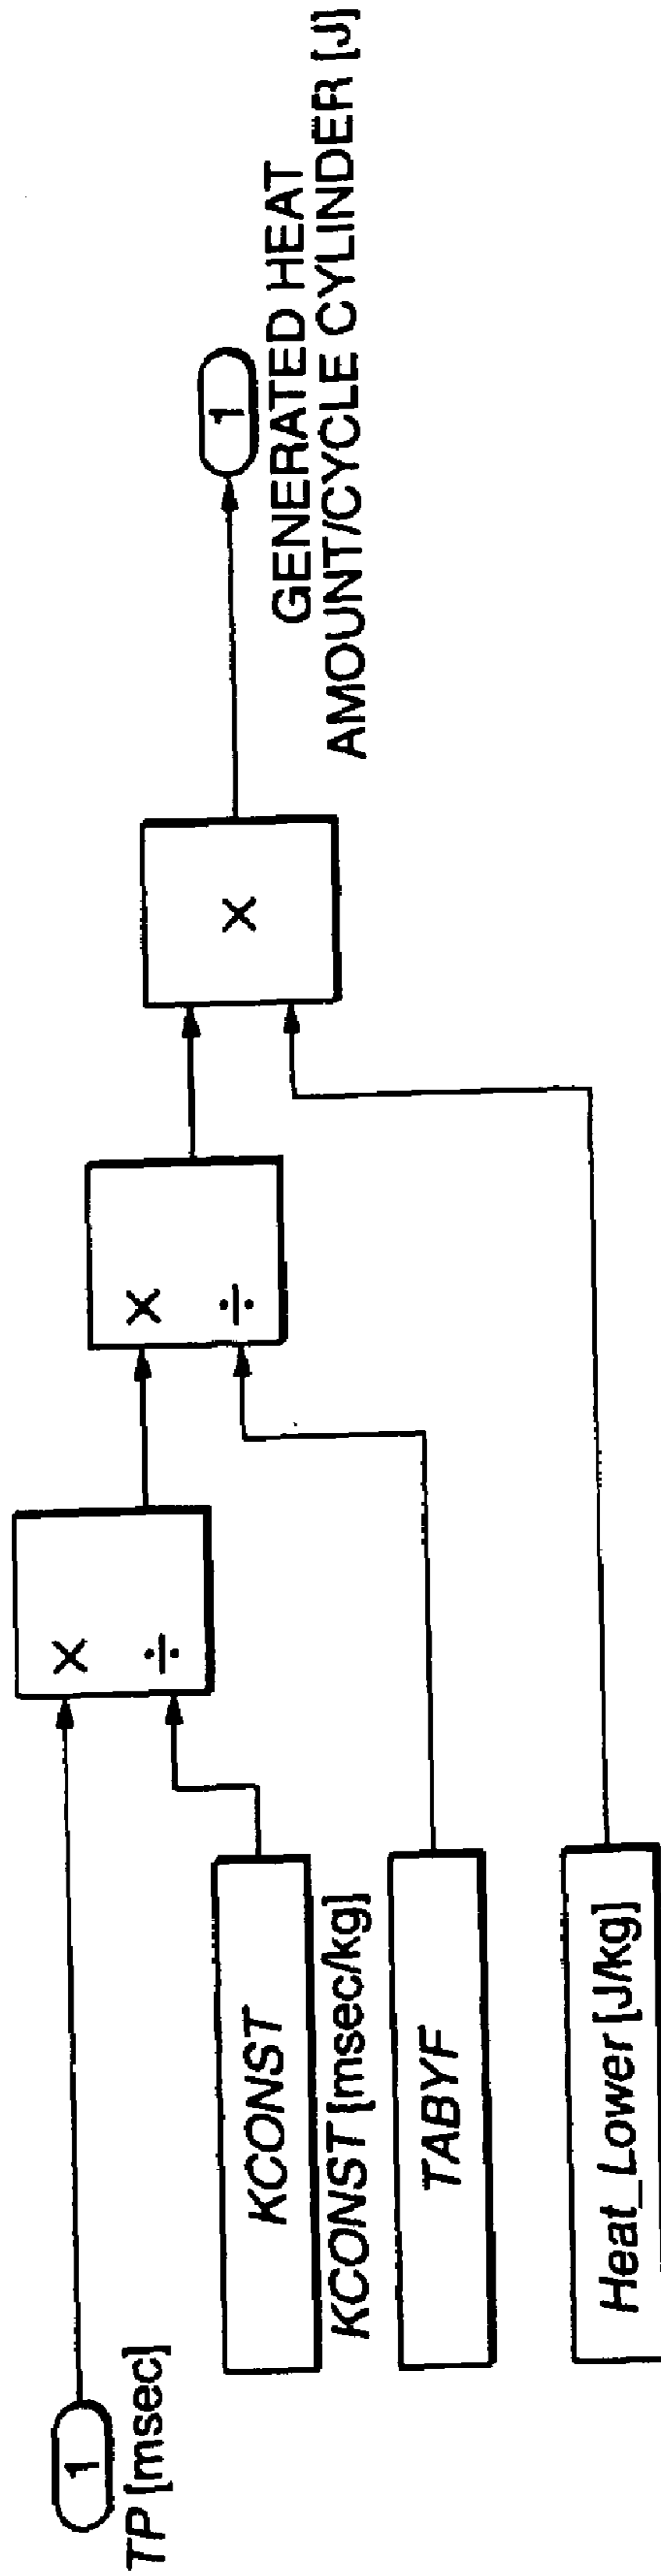 1
TP [msec]
KCONST
KCONST [msec/kg]
TABYF
Heat_Lower [J/kg]
×
÷
×
÷
×
1
GENERATED HEAT
AMOUNT/CYCLE CYLINDER [J]